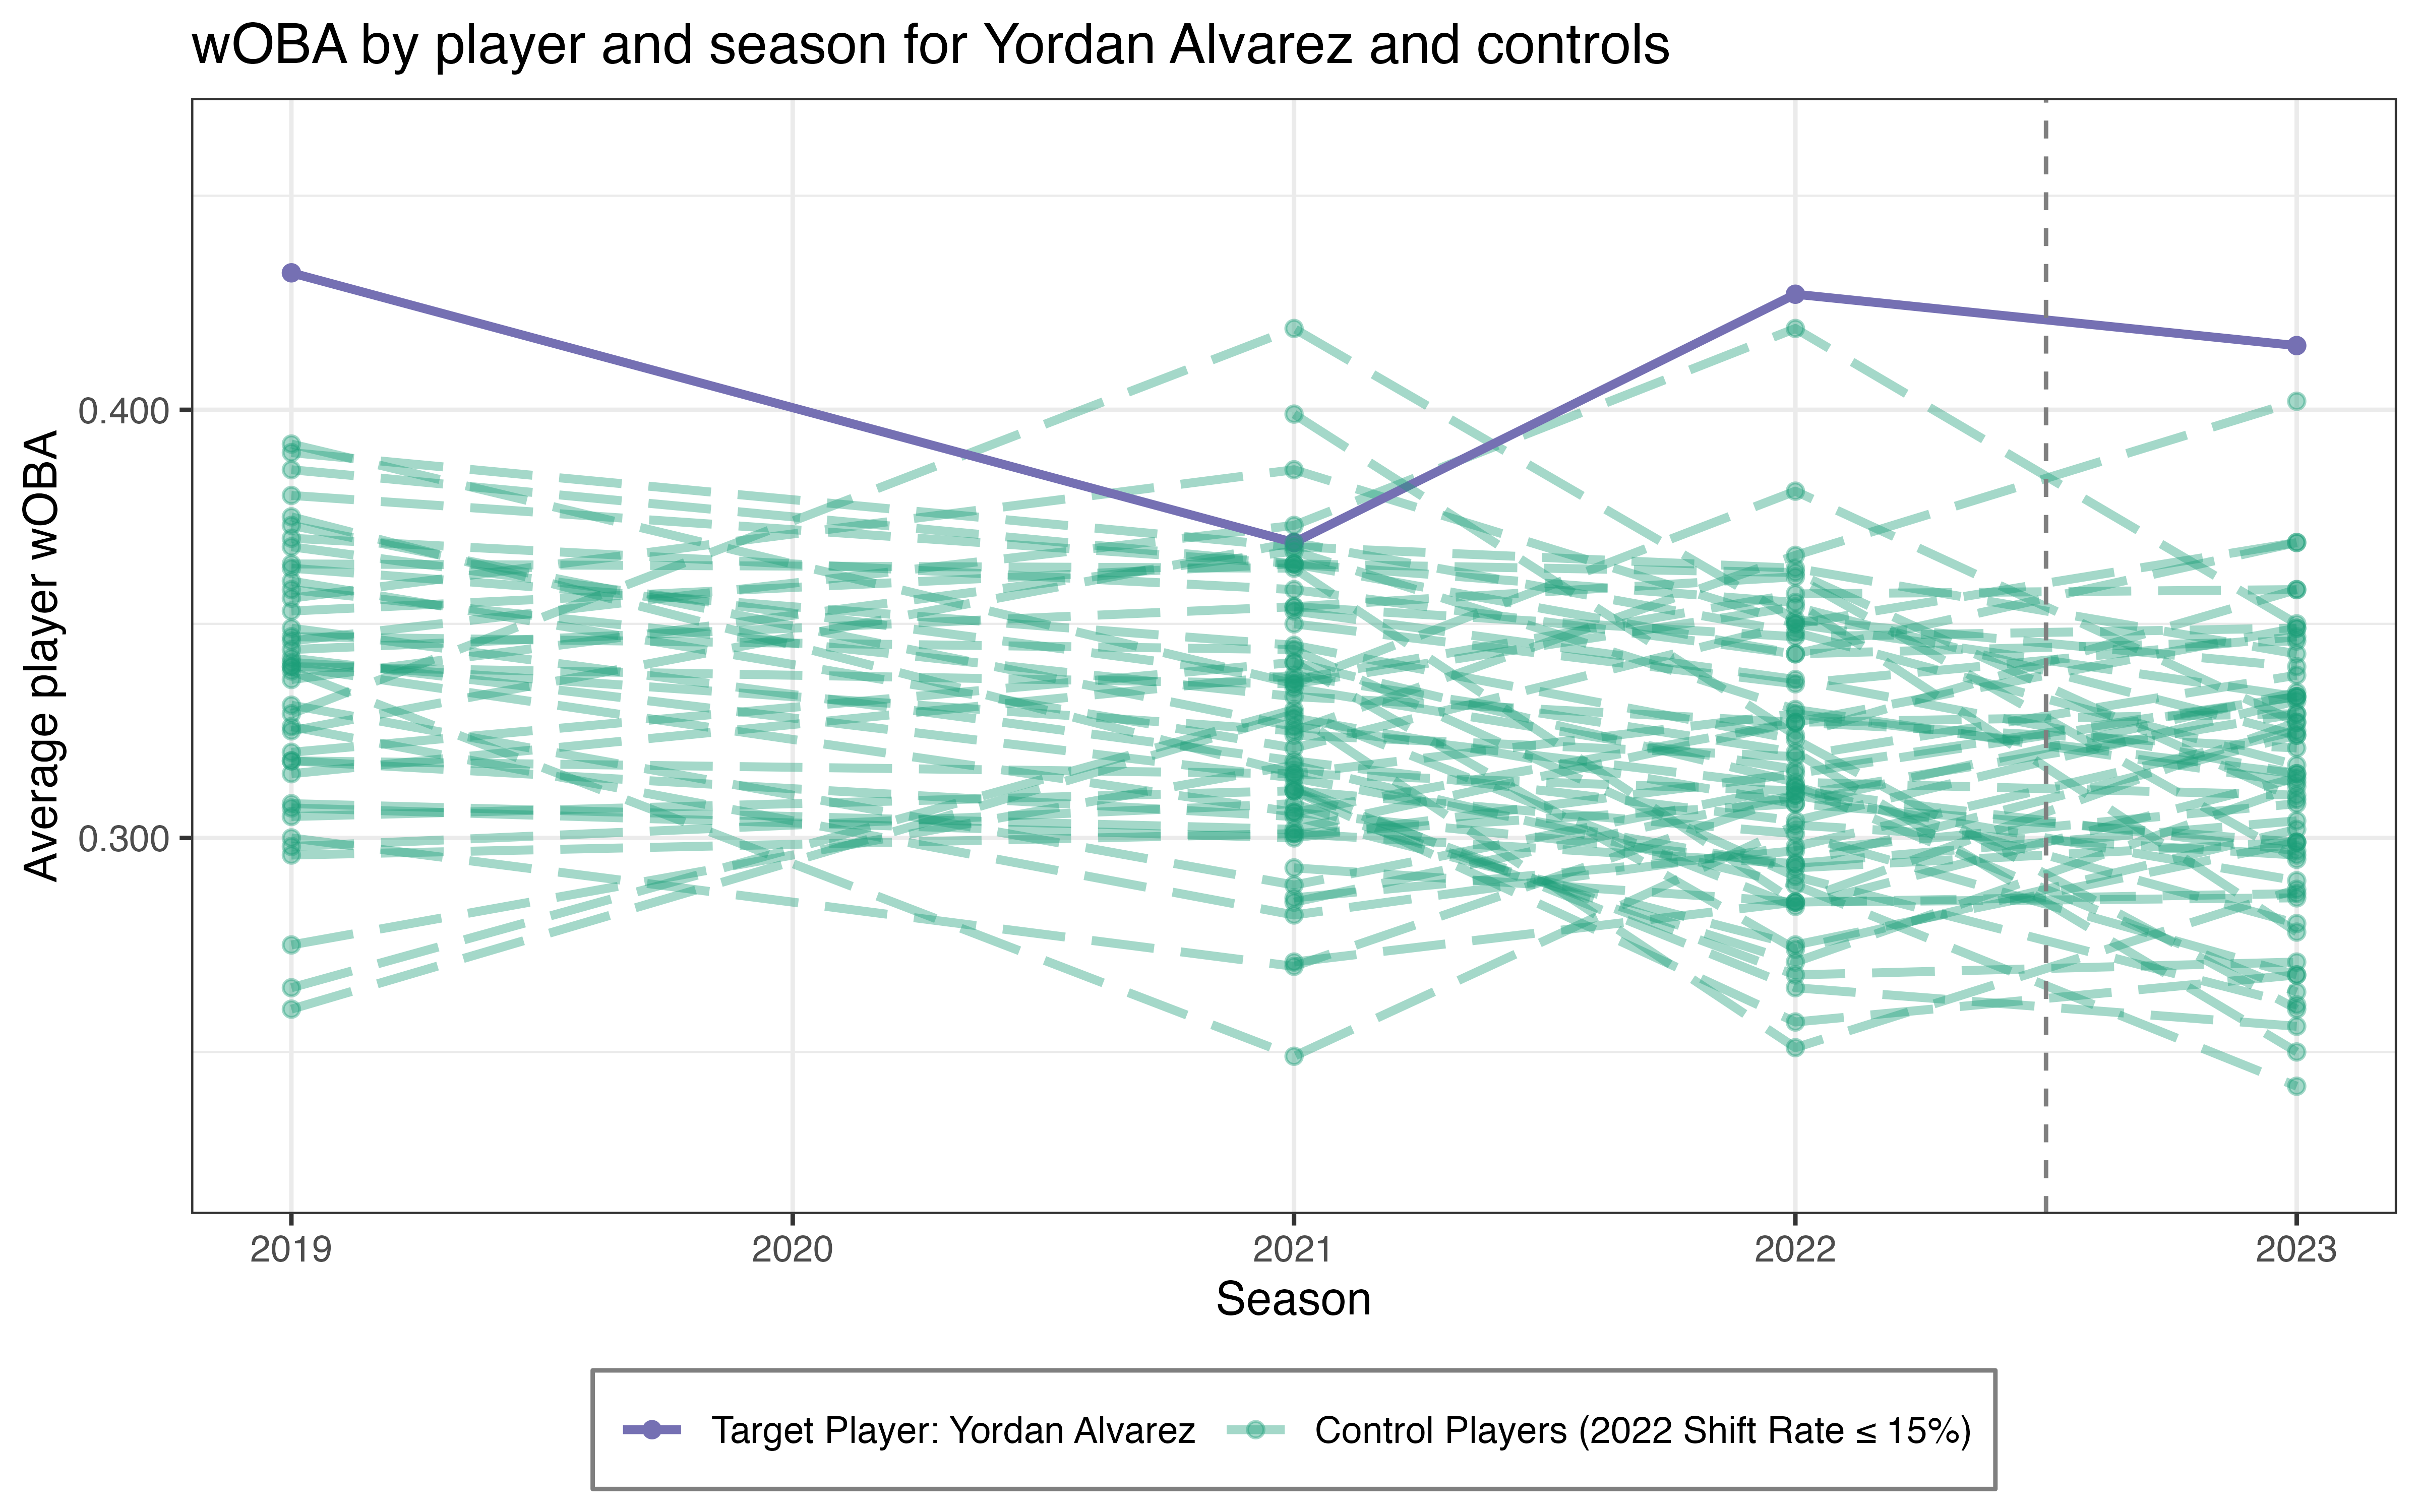 wOBA by player and season for Yordan Alvarez and controls
Average player wOBA
0.400
0.300
2019 2020 2021 2022 2023
Season
Target Player: Yordan Alvarez Control Players (2022 Shift Rate ≤ 15%)